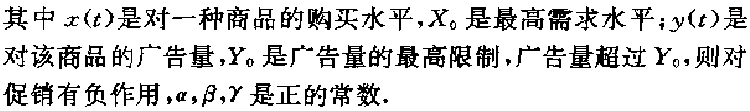 其中 x(t)是对一种商品的购买水平,X₀ 是最高需求水平;y(t)是
对该商品的广告量,Y₀ 是广告量的最高限制,广告量超过 Y₀,则对
促销有负作用,α,β,γ 是正的常数.